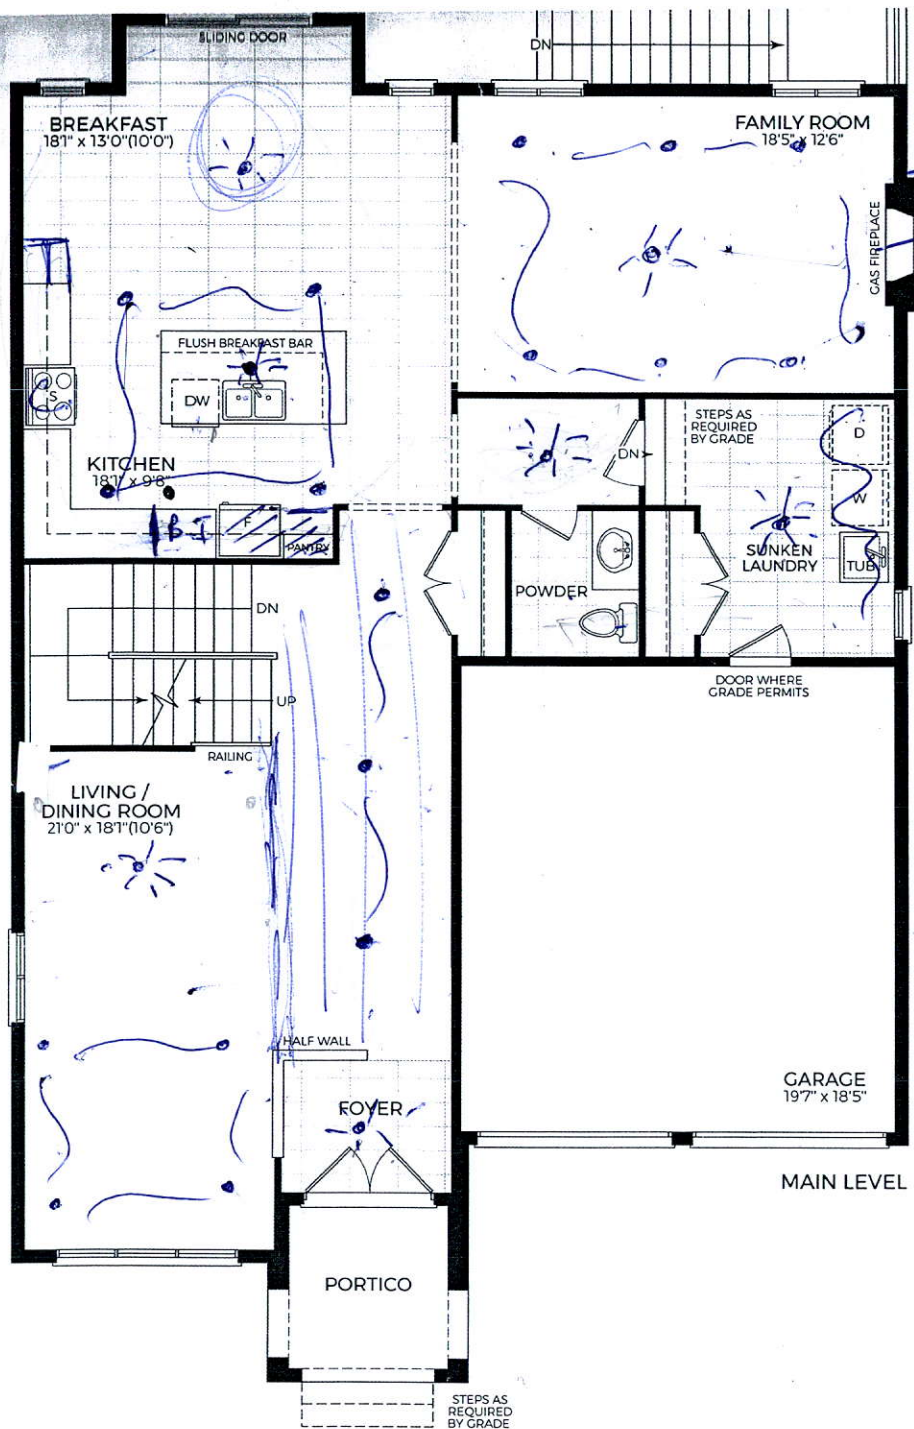 SLIDING DOOR
DN
BREAKFAST
18'1" x 13'0"(10'0")
FAMILY ROOM
18'5" x 12'6"
GAS FIREPLACE
FLUSH BREAKFAST BAR
S
DW
STEPS AS
REQUIRED
BY GRADE
D
KITCHEN
18'1" x 9'8"
DN
W
B-I
F
PANTRY
SUNKEN
LAUNDRY
TUB
POWDER
DN
UP
DOOR WHERE
GRADE PERMITS
RAILING
LIVING /
DINING ROOM
21'0" x 18'1"(10'6")
HALF WALL
FOYER
GARAGE
19'7" x 18'5"
MAIN LEVEL
PORTICO
STEPS AS
REQUIRED
BY GRADE